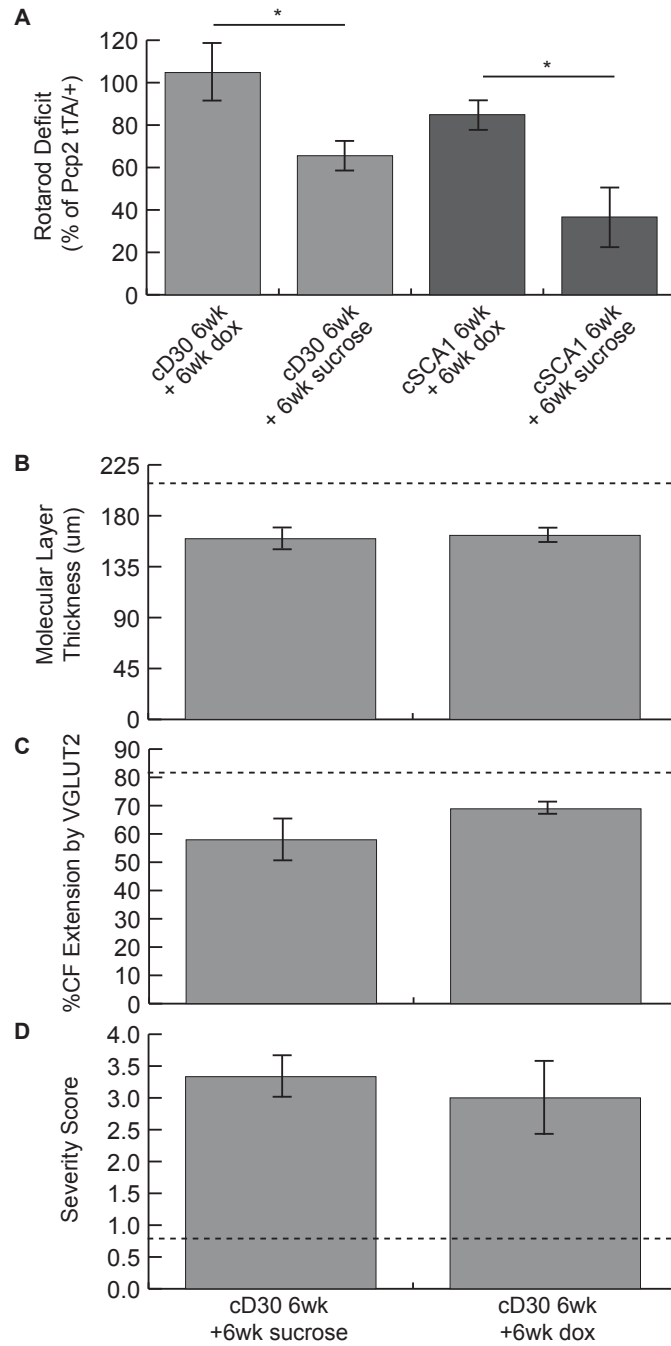 A
*
*
Rotarod Deficit
(% of Pcp2 tTA/+)
120
100
80
60
40
20
0
cD30 6wk
+ 6wk dox
cD30 6wk
+ 6wk sucrose
cSCA1 6wk
+ 6wk dox
cSCA1 6wk
+ 6wk sucrose
B
Molecular Layer
Thickness (um)
225
180
135
90
45
0
C
%CF Extension by VGLUT2
90
80
70
60
50
40
30
20
10
0
D
Severity Score
4.0
3.5
3.0
2.5
2.0
1.5
1.0
0.5
0.0
cD30 6wk
+6wk sucrose
cD30 6wk
+6wk dox